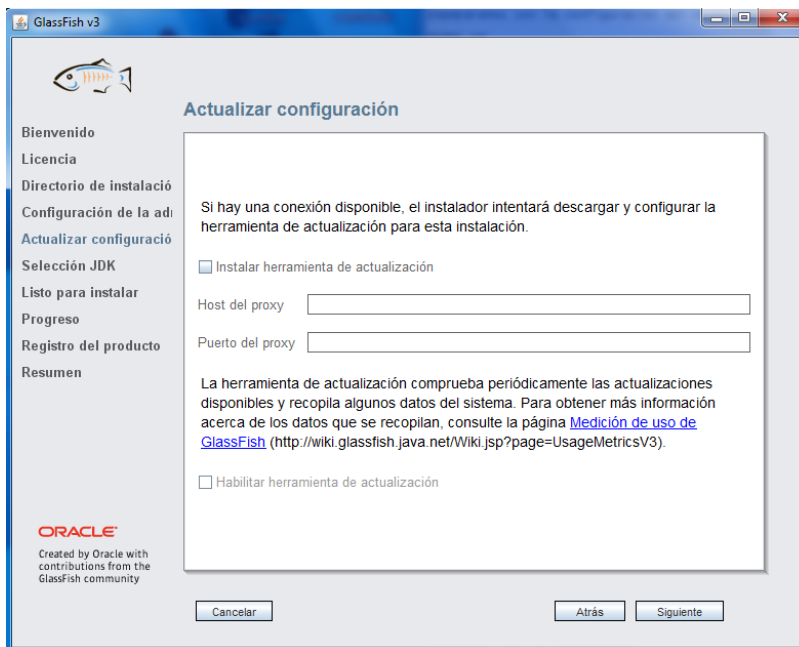 GlassFish v3
Actualizar configuración
Bienvenido
Licencia
Directorio de instalació
Configuración de la adı
Actualizar configuració
Selección JDK
Listo para instalar
Progreso
Registro del producto
Resumen
Si hay una conexión disponible, el instalador intentará descargar y configurar la
herramienta de actualización para esta instalación.
Instalar herramienta de actualización
Host del proxy
Puerto del proxy
La herramienta de actualización comprueba periódicamente las actualizaciones
disponibles y recopila algunos datos del sistema. Para obtener más información
acerca de los datos que se recopilan, consulte la página Medición de uso de
GlassFish (http://wiki.glassfish.java.net/Wiki.jsp?page=UsageMetricsV3).
Habilitar herramienta de actualización
ORACLE
Created by Oracle with
contributions from the
GlassFish community
Cancelar
Atrás
Siguiente